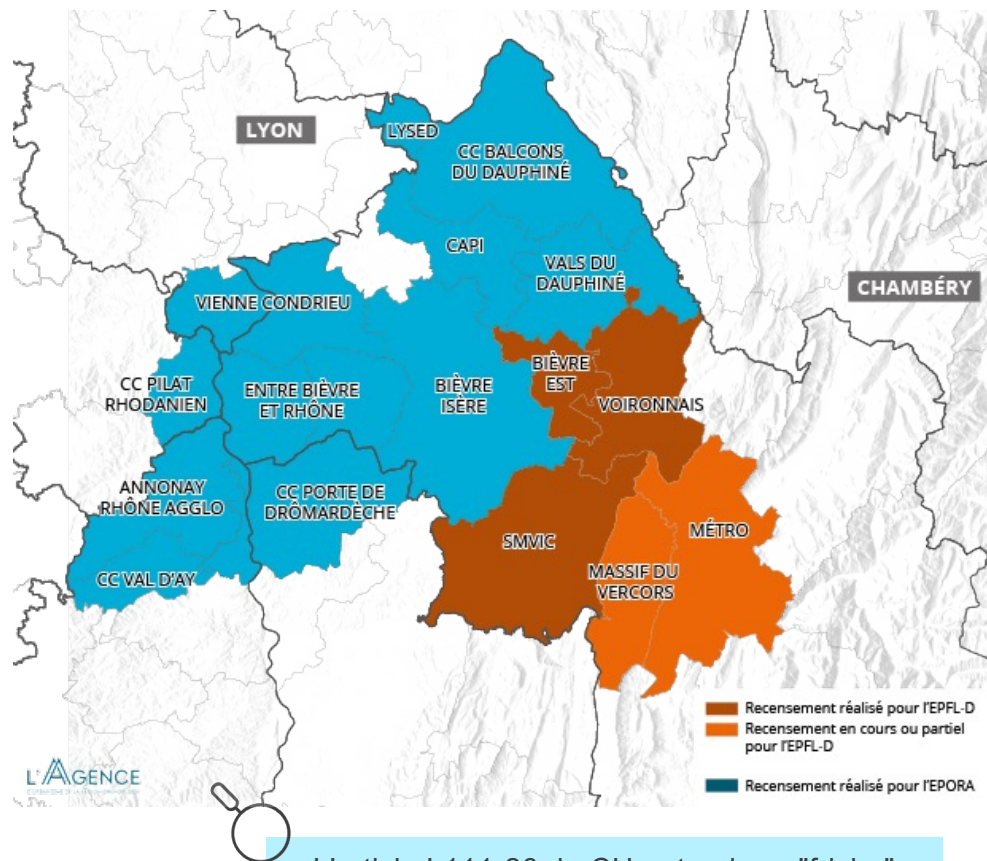 LYON
LYSED
CC BALCONS
DU DAUPHINÉ
CAPI
VALS DU
DAUPHINÉ
CHAMBÉRY
VIENNE CONDRIEU
BIÈVRE
EST
CC PILAT
RHODANIEN
ENTRE BIÈVRE
ET RHÔNE
BIÈVRE
ISÈRE
VOIRONNAIS
ANNONAY
RHÔNE AGGLO
CC PORTE DE
DRÔMARDÈCHE
SMVIC
MÉTRO
MASSIF DU
VERCORS
CC VAL D'AY
Recensement réalisé pour l'EPFL-D
Recensement en cours ou partiel
pour l'EPFL-D
Recensement réalisé pour l'EPORA
L'AGENCE